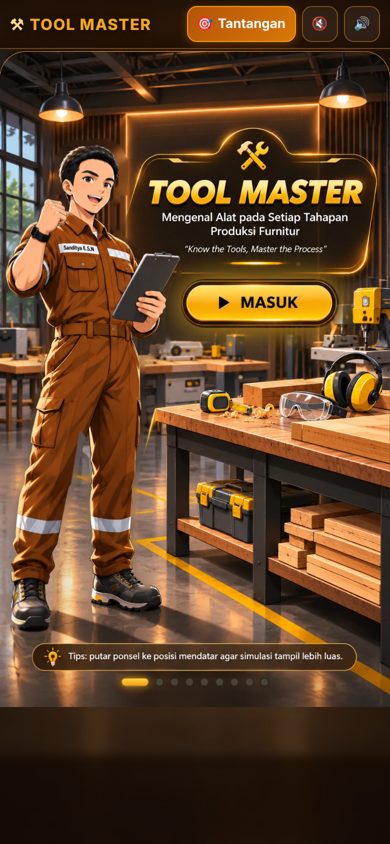 TOOL MASTER
Tantangan
TOOL MASTER
Mengenal Alat pada Setiap Tahapan
Produksi Furnitur
"Know the Tools, Master the Process"
Sanditya E.S.N
MASUK
Tips: putar ponsel ke posisi mendatar agar simulasi tampil lebih luas.